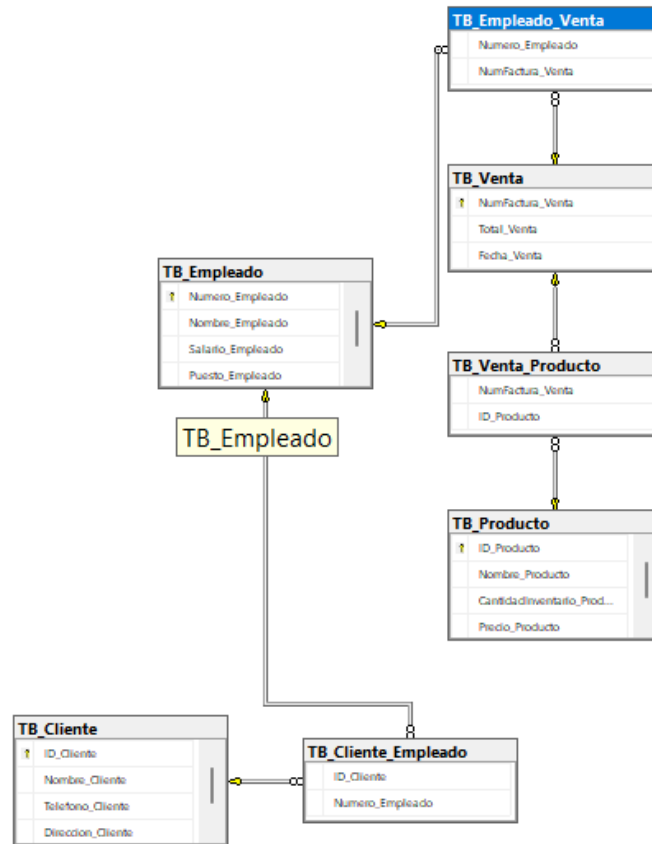 TB_Empleado_Venta
Numero_Empleado
NumFactura_Venta
TB_Venta
NumFactura_Venta
Total_Venta
Fecha_Venta
TB_Empleado
Numero_Empleado
Nombre_Empleado
Salario_Empleado
Puesto_Empleado
TB_Empleado
TB_Venta_Producto
NumFactura_Venta
ID_Producto
TB_Producto
ID_Producto
Nombre_Producto
CantidadInventario_Prod...
Precio_Producto
TB_Cliente
ID_Cliente
Nombre_Cliente
Telefono_Cliente
Direccion_Cliente
TB_Cliente_Empleado
ID_Cliente
Numero_Empleado